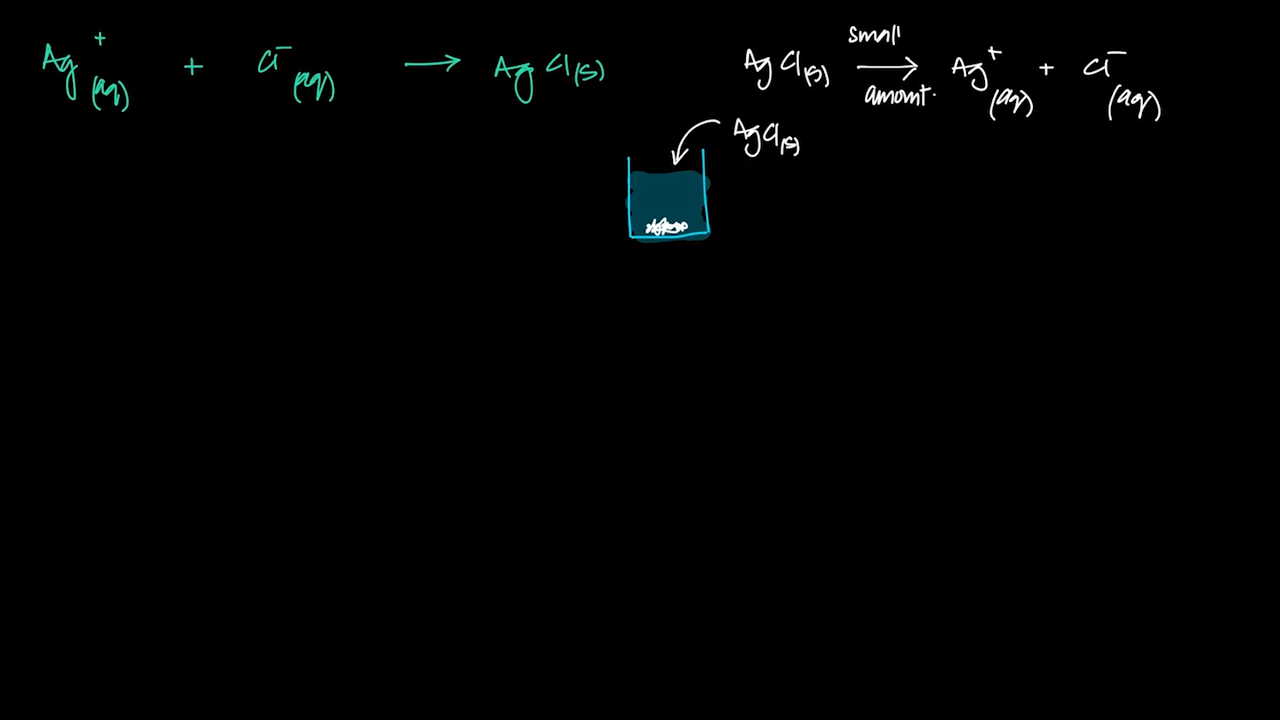 Ag⁺(aq) + Cl⁻(aq) → AgCl(s)
small
AgCl(s) → Ag⁺(aq) + Cl⁻(aq)
amount.
AgCl(s)